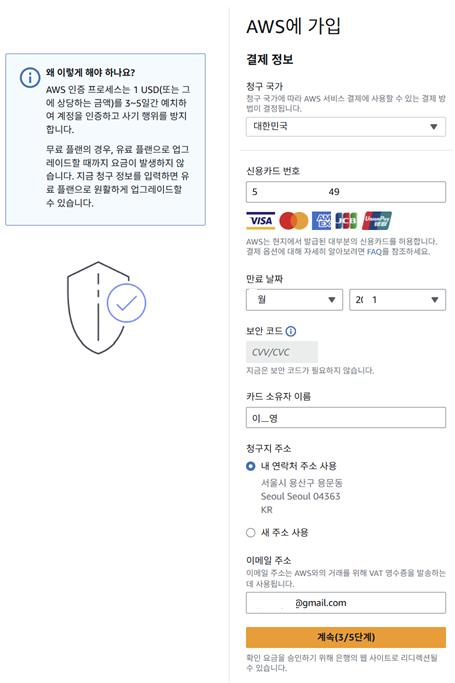 AWS에 가입
왜 이렇게 해야 하나요?
AWS 인증 프로세스는 1 USD(또는 그
에 상당하는 금액)를 3~5일간 예치하
여 계정을 인증하고 사기 행위를 방지
합니다.
무료 플랜의 경우, 유료 플랜으로 업그
레이드할 때까지 요금이 발생하지 않
습니다. 지금 청구 정보를 입력하면 유
료 플랜으로 원활하게 업그레이드할
수 있습니다.
결제 정보
청구 국가
청구 국가에 따라 AWS 서비스 결제에 사용할 수 있는 결제 방
법이 결정됩니다.
대한민국
신용카드 번호
5 49
VISA AMEX JCB UnionPay 银联
AWS는 현지에서 발급된 대부분의 신용카드를 허용합니다.
결제 옵션에 대해 자세히 알아보려면 FAQ를 참조하세요.
만료 날짜
월 20 1
보안 코드
CVV/CVC
지금은 보안 코드가 필요하지 않습니다.
카드 소유자 이름
이 영
청구지 주소
내 연락처 주소 사용
서울시 용산구 용문동
Seoul Seoul 04363
KR
새 주소 사용
이메일 주소
이메일 주소는 AWS와의 거래를 위해 VAT 영수증을 발송하는
데 사용됩니다.
@gmail.com
계속(3/5단계)
확인 요금을 승인하기 위해 은행의 웹 사이트로 리디렉션될
수 있습니다.